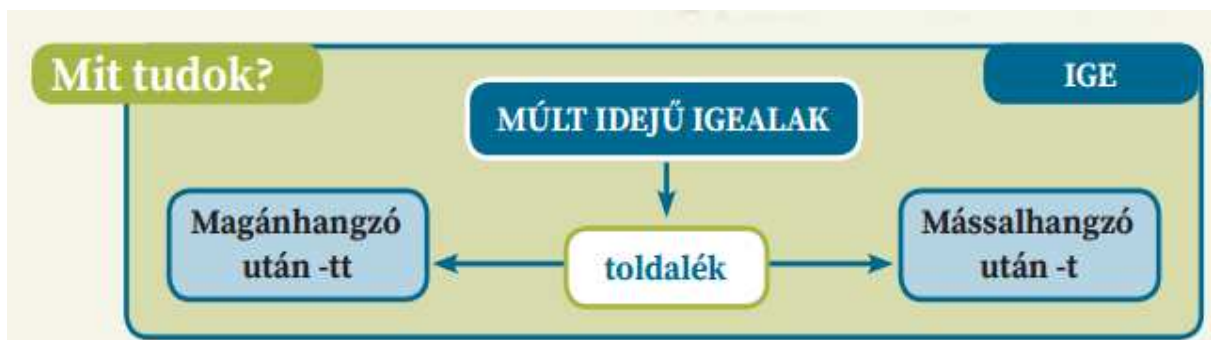 Mit tudok?
IGE
MÚLT IDEJŰ IGEALAK
Magánhangzó
után -tt
toldalék
Mássalhangzó
után -t